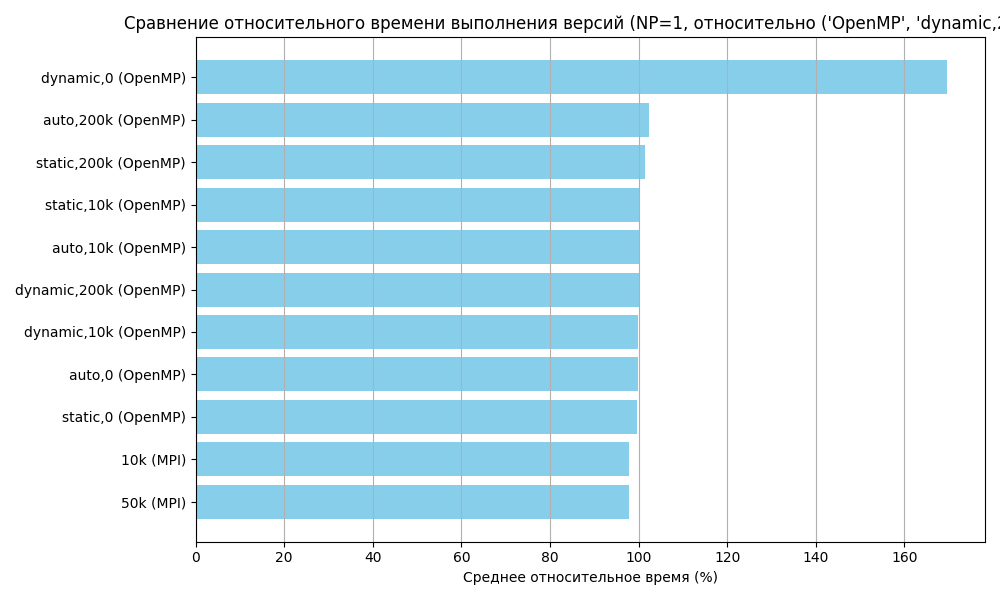 Сравнение относительного времени выполнения версий (NP=1, относительно ('OpenMP', 'dynamic,2
dynamic,0 (OpenMP)
auto,200k (OpenMP)
static,200k (OpenMP)
static,10k (OpenMP)
auto,10k (OpenMP)
dynamic,200k (OpenMP)
dynamic,10k (OpenMP)
auto,0 (OpenMP)
static,0 (OpenMP)
10k (MPI)
50k (MPI)
0 20 40 60 80 100 120 140 160
Среднее относительное время (%)